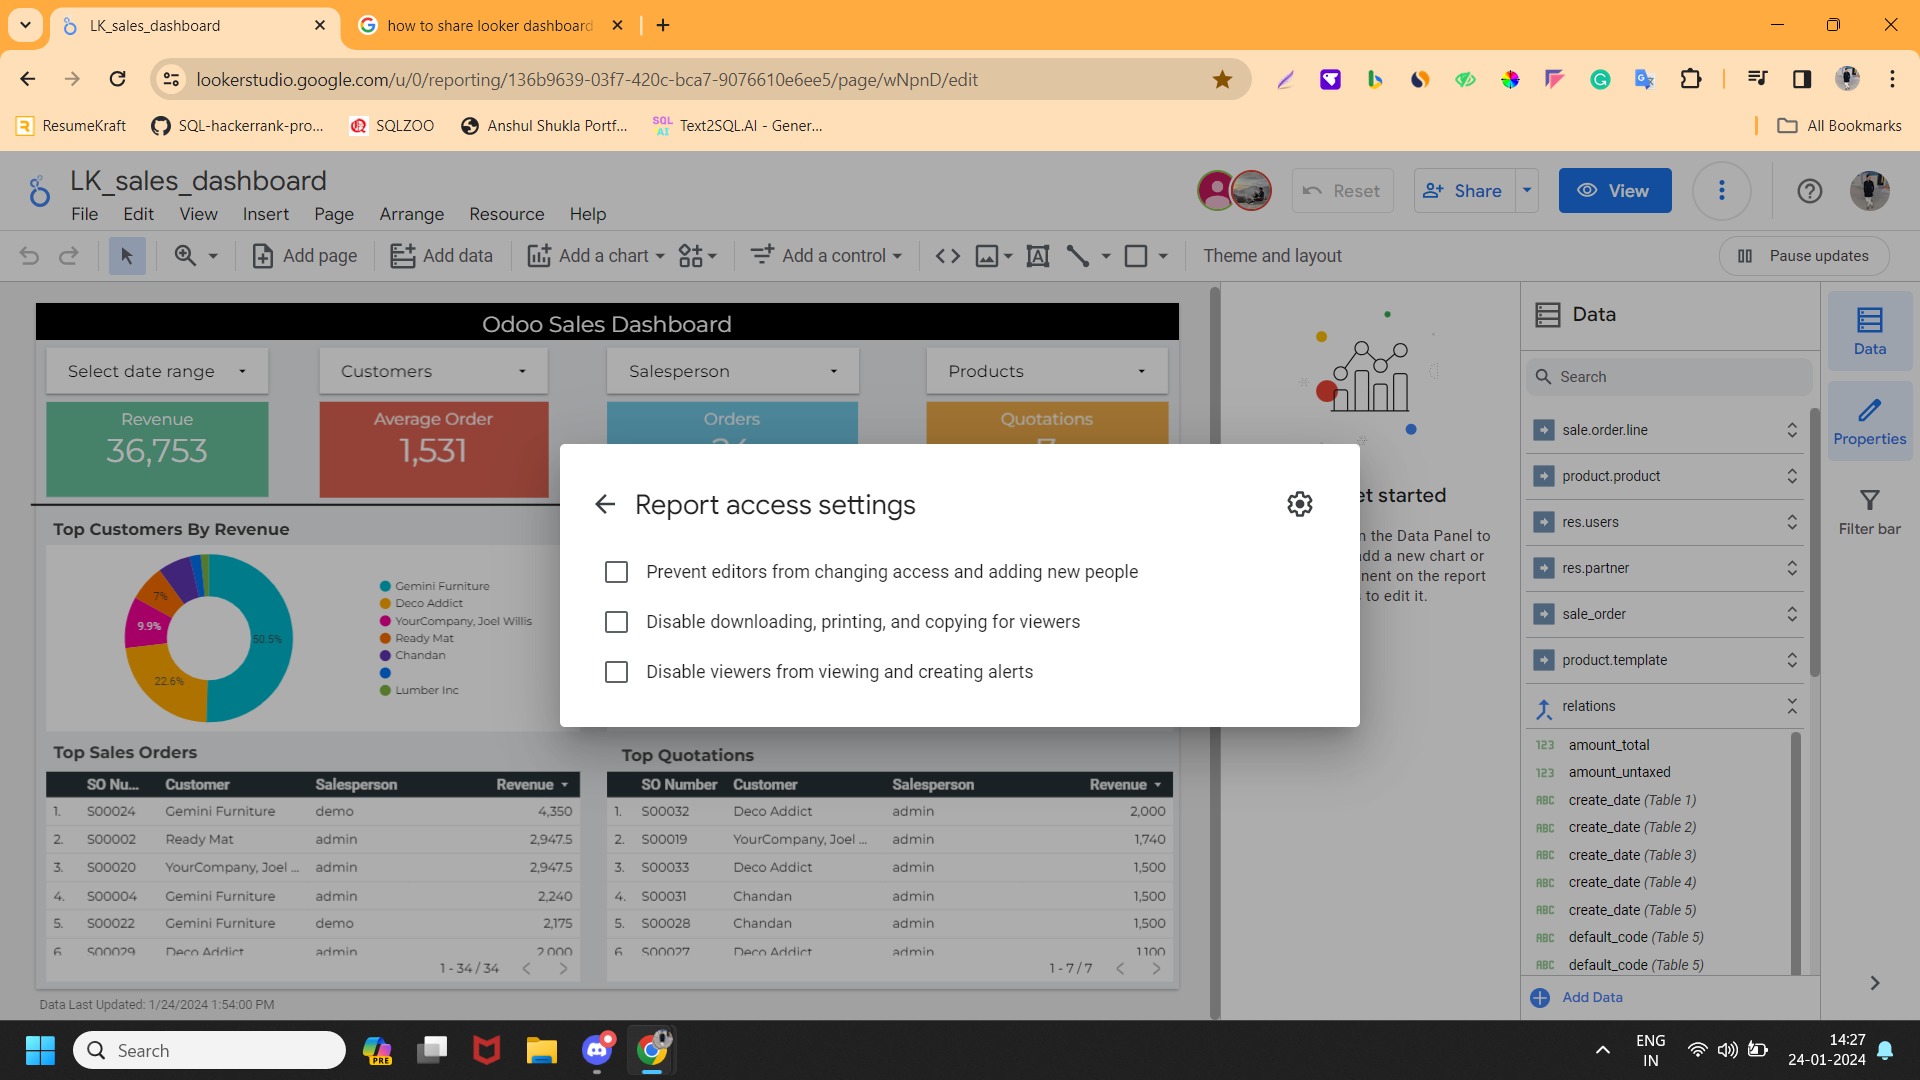 LK_sales_dashboard
how to share looker dashboard
lookerstudio.google.com/u/0/reporting/136b9639-03f7-420c-bca7-9076610e6ee5/page/wNpnD/edit
ResumeKraft
SQL-hackerrank-pro...
SQLZOO
Anshul Shukla Portf...
SQL AI
Text2SQL.AI - Gener...
All Bookmarks
LK_sales_dashboard
File Edit View Insert Page Arrange Resource Help
Reset
Share
View
Add page
Add data
Add a chart
Add a control
Theme and layout
Pause updates
Odoo Sales Dashboard
Select date range
Customers
Salesperson
Products
Revenue
36,753
Average Order
1,531
Orders
Quotations
Report access settings
Prevent editors from changing access and adding new people
Disable downloading, printing, and copying for viewers
Disable viewers from viewing and creating alerts
Top Customers By Revenue
50.5%
22.6%
9.9%
7%
Gemini Furniture
Deco Addict
YourCompany, Joel Willis
Ready Mat
Chandan
Lumber Inc
Top Sales Orders
SO Nu... Customer Salesperson Revenue
1. S00024 Gemini Furniture demo 4,350
2. S00002 Ready Mat admin 2,947.5
3. S00020 YourCompany, Joel ... admin 2,947.5
4. S00004 Gemini Furniture admin 2,240
5. S00022 Gemini Furniture demo 2,175
6. S00029 Deco Addict admin 2,000
1 - 34 / 34
Top Quotations
SO Number Customer Salesperson Revenue
1. S00032 Deco Addict admin 2,000
2. S00019 YourCompany, Joel ... admin 1,740
3. S00033 Deco Addict admin 1,500
4. S00031 Chandan admin 1,500
5. S00028 Chandan admin 1,500
6. S00027 Deco Addict admin 1,100
1 - 7 / 7
Data Last Updated: 1/24/2024 1:54:00 PM
started
the Data Panel to
add a new chart or
on the report
to edit it.
Data
Search
sale.order.line
product.product
res.users
res.partner
sale_order
product.template
relations
123 amount_total
123 amount_untaxed
ABC create_date (Table 1)
ABC create_date (Table 2)
ABC create_date (Table 3)
ABC create_date (Table 4)
ABC create_date (Table 5)
ABC default_code (Table 5)
ABC default_code (Table 5)
Add Data
Data
Properties
Filter bar
Search
PRE
ENG
IN
14:27
24-01-2024